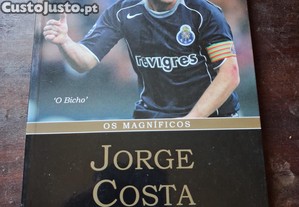 CustoJusto.pt
revigres
'O Bicho'
OS MAGNÍFICOS
JORGE
COSTA